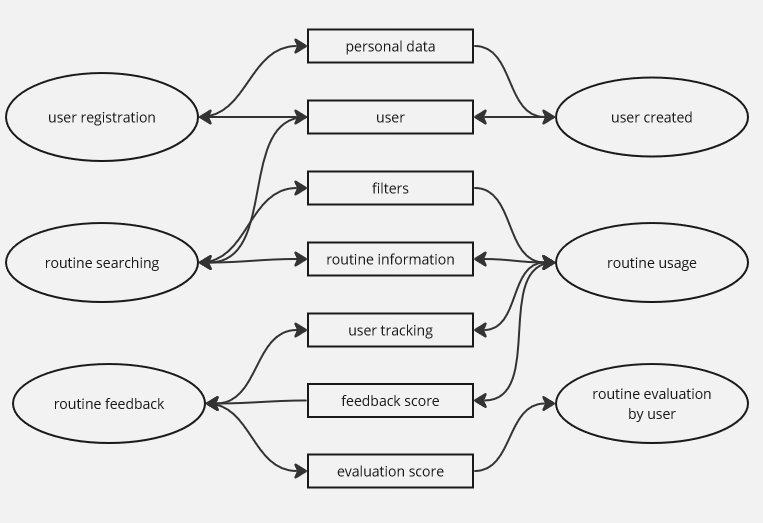 personal data
user registration
user
user created
filters
routine searching
routine information
routine usage
user tracking
routine feedback
feedback score
routine evaluation
by user
evaluation score